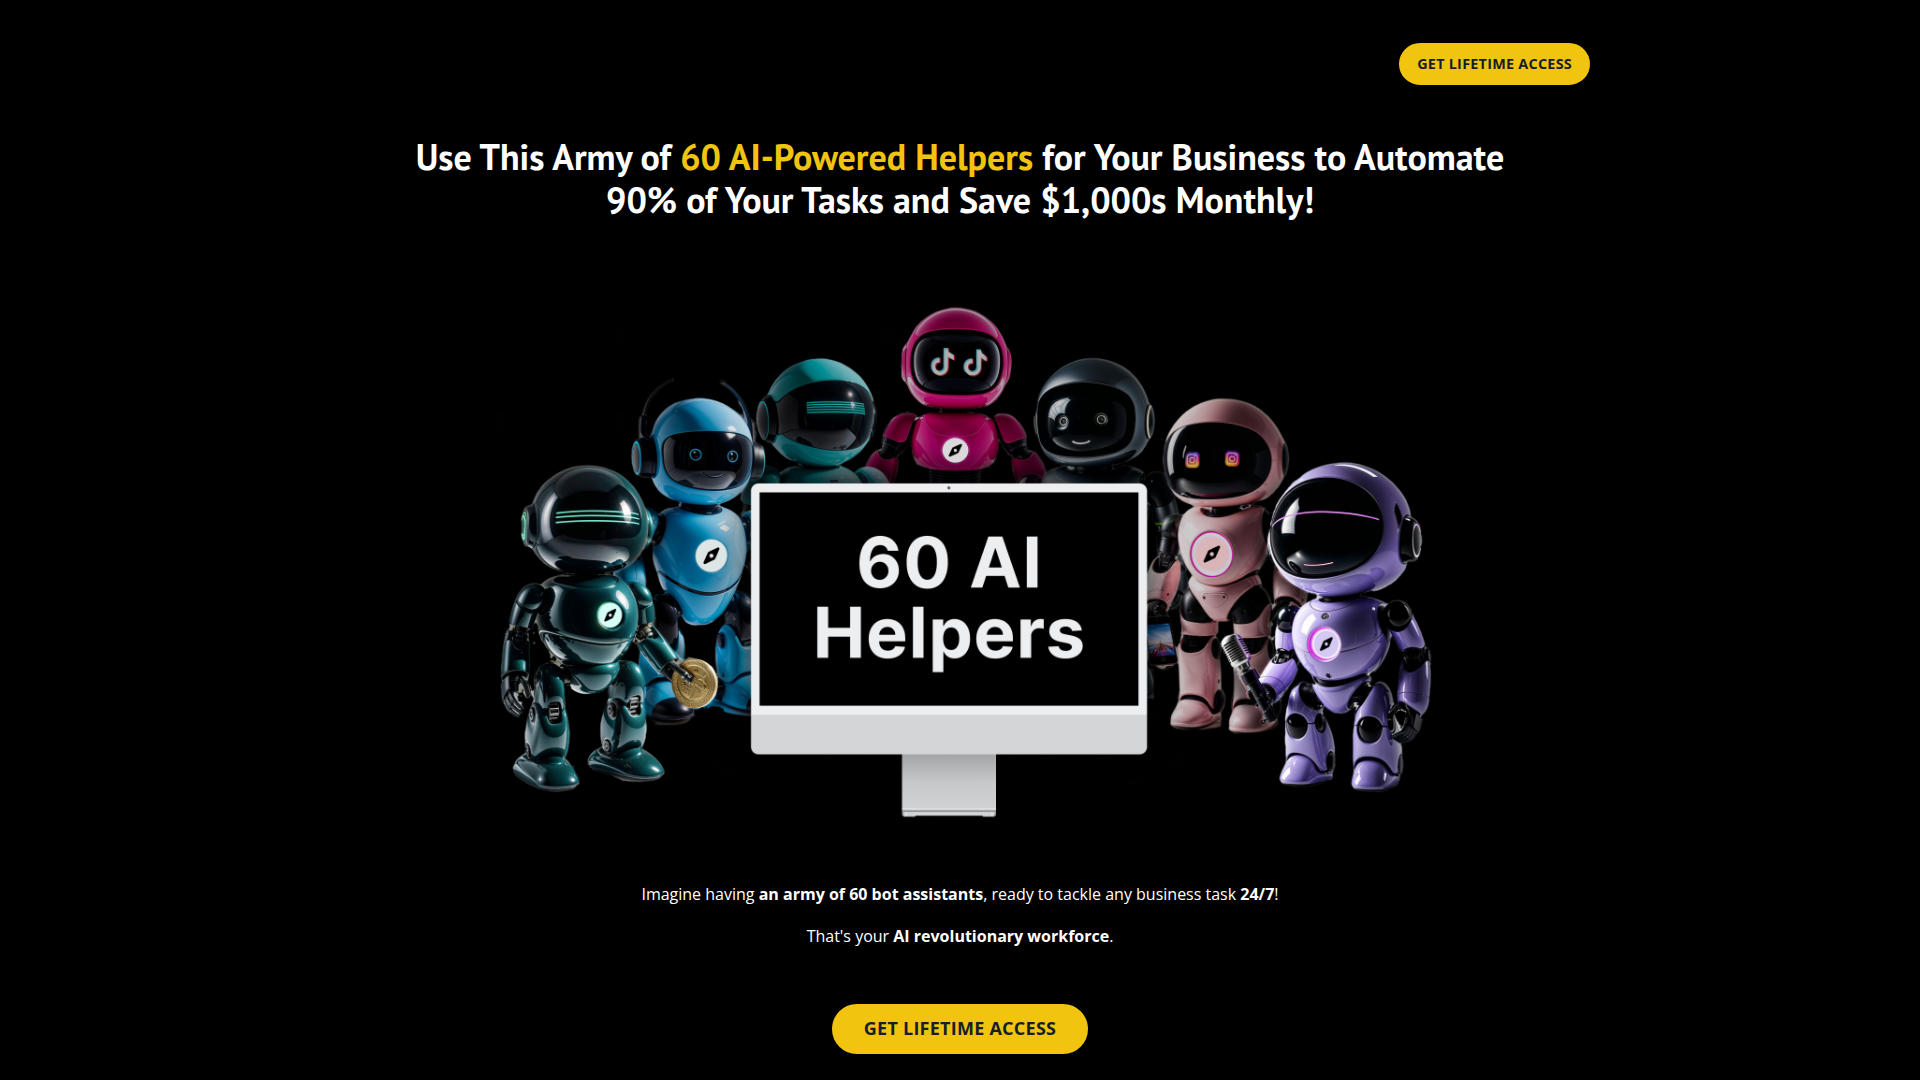 GET LIFETIME ACCESS
Use This Army of 60 AI-Powered Helpers for Your Business to Automate
90% of Your Tasks and Save $1,000s Monthly!
60 AI
Helpers
Imagine having an army of 60 bot assistants, ready to tackle any business task 24/7!
That's your AI revolutionary workforce.
GET LIFETIME ACCESS